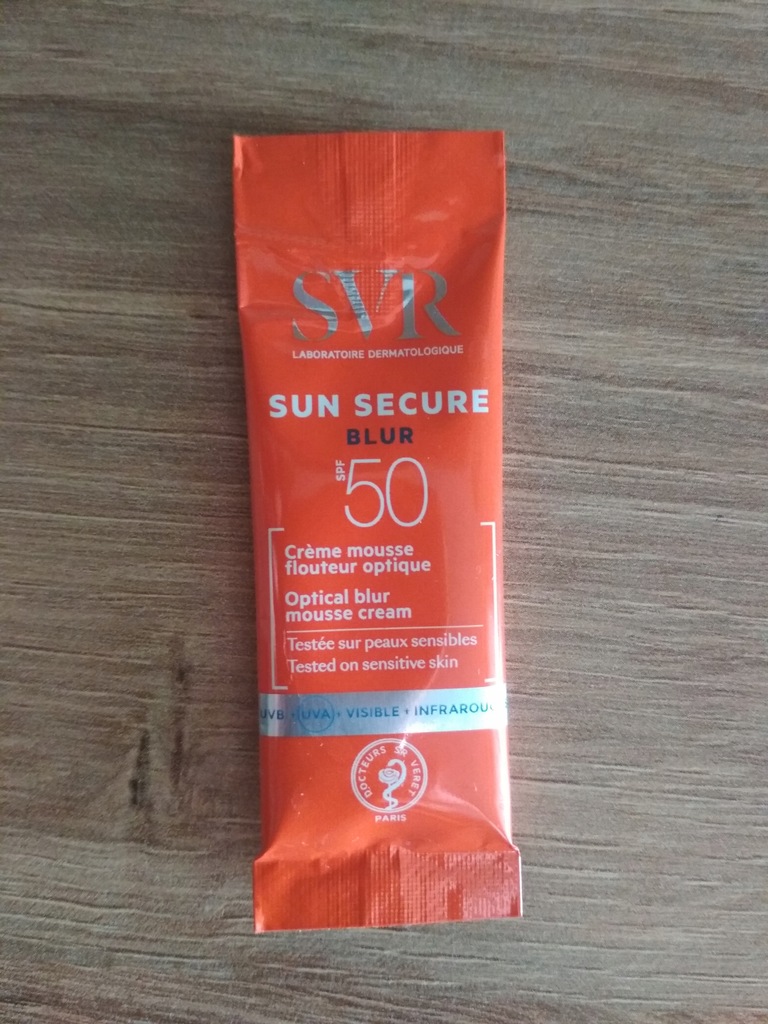 SVR
LABORATOIRE DERMATOLOGIQUE
SUN SECURE
BLUR
SPF 50
Crème mousse
flouteur optique
Optical blur
mousse cream
Testée sur peaux sensibles
Tested on sensitive skin
UVB + UVA + VISIBLE + INFRAROU
DOCTEURS SR VERET
PARIS